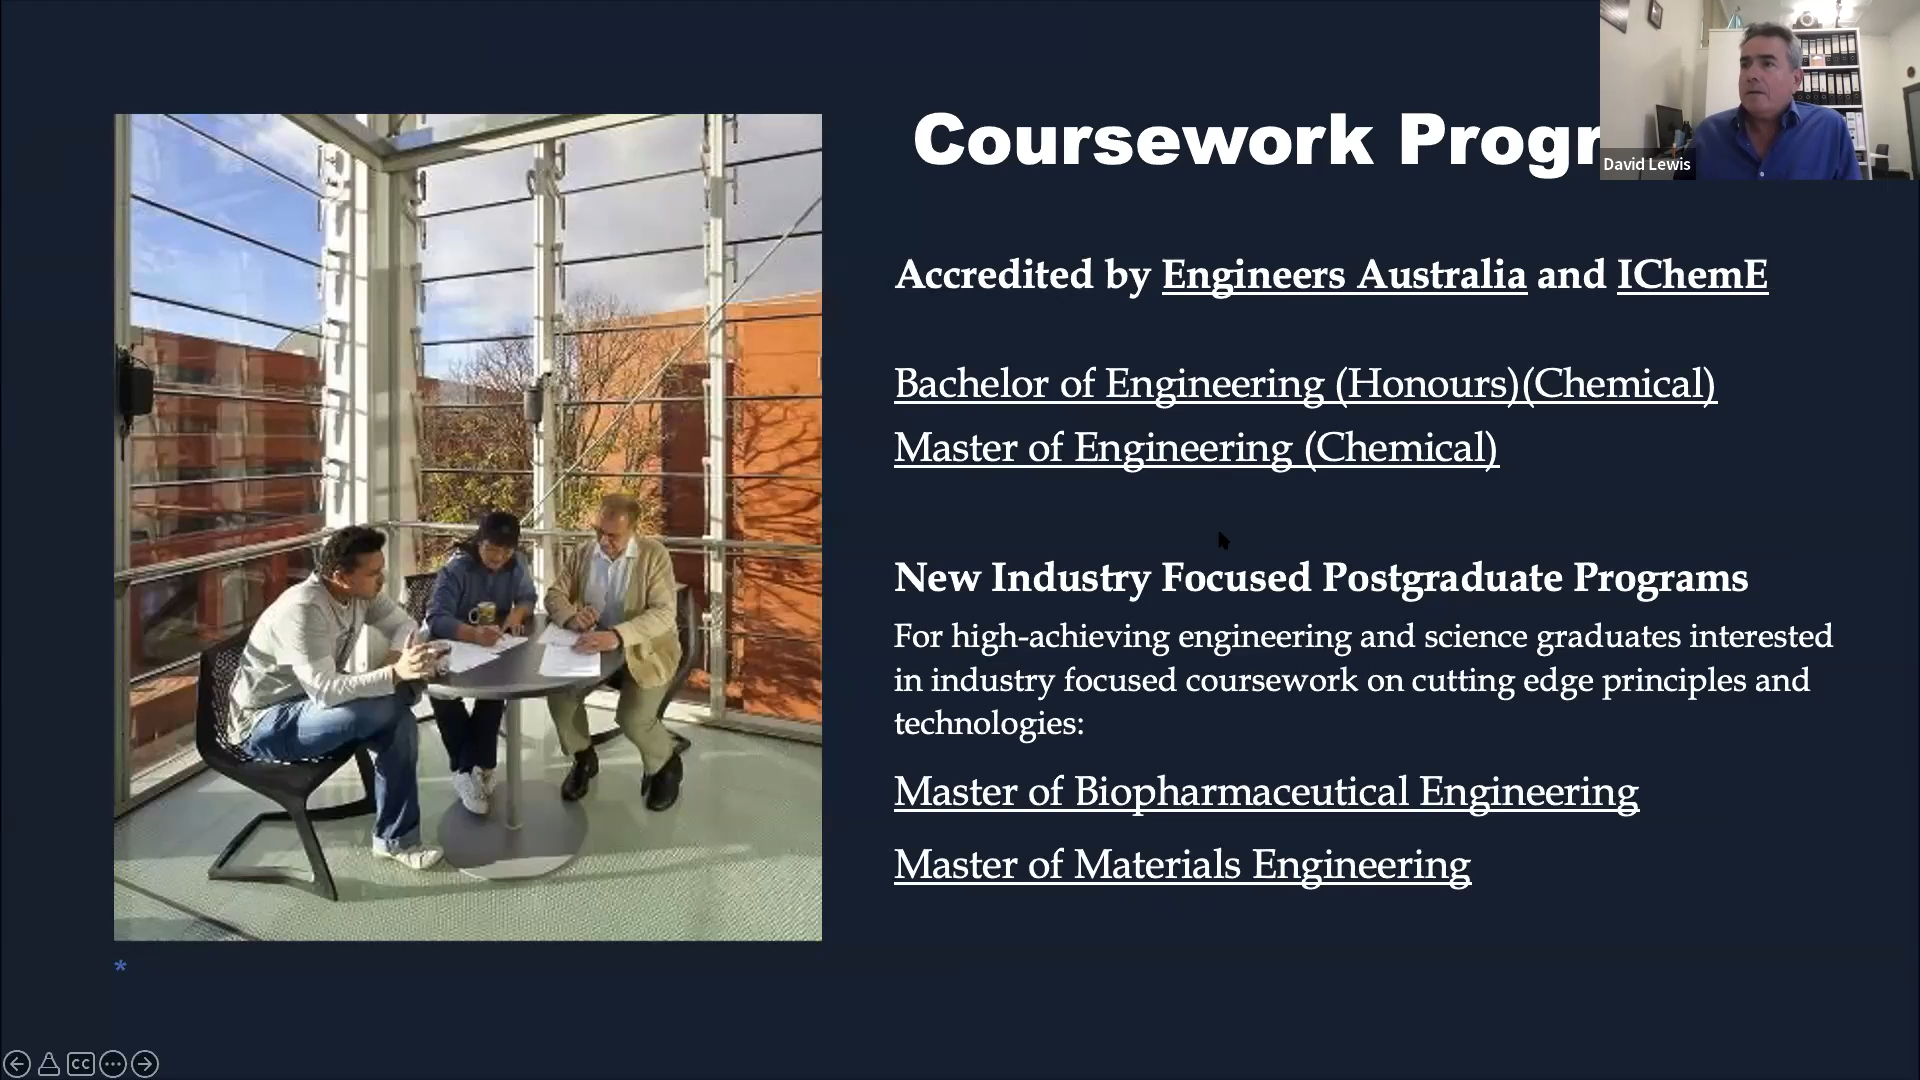 Coursework Progr
David Lewis
Accredited by Engineers Australia and IChemE
Bachelor of Engineering (Honours)(Chemical)
Master of Engineering (Chemical)
New Industry Focused Postgraduate Programs
For high-achieving engineering and science graduates interested
in industry focused coursework on cutting edge principles and
technologies:
Master of Biopharmaceutical Engineering
Master of Materials Engineering
*
CC